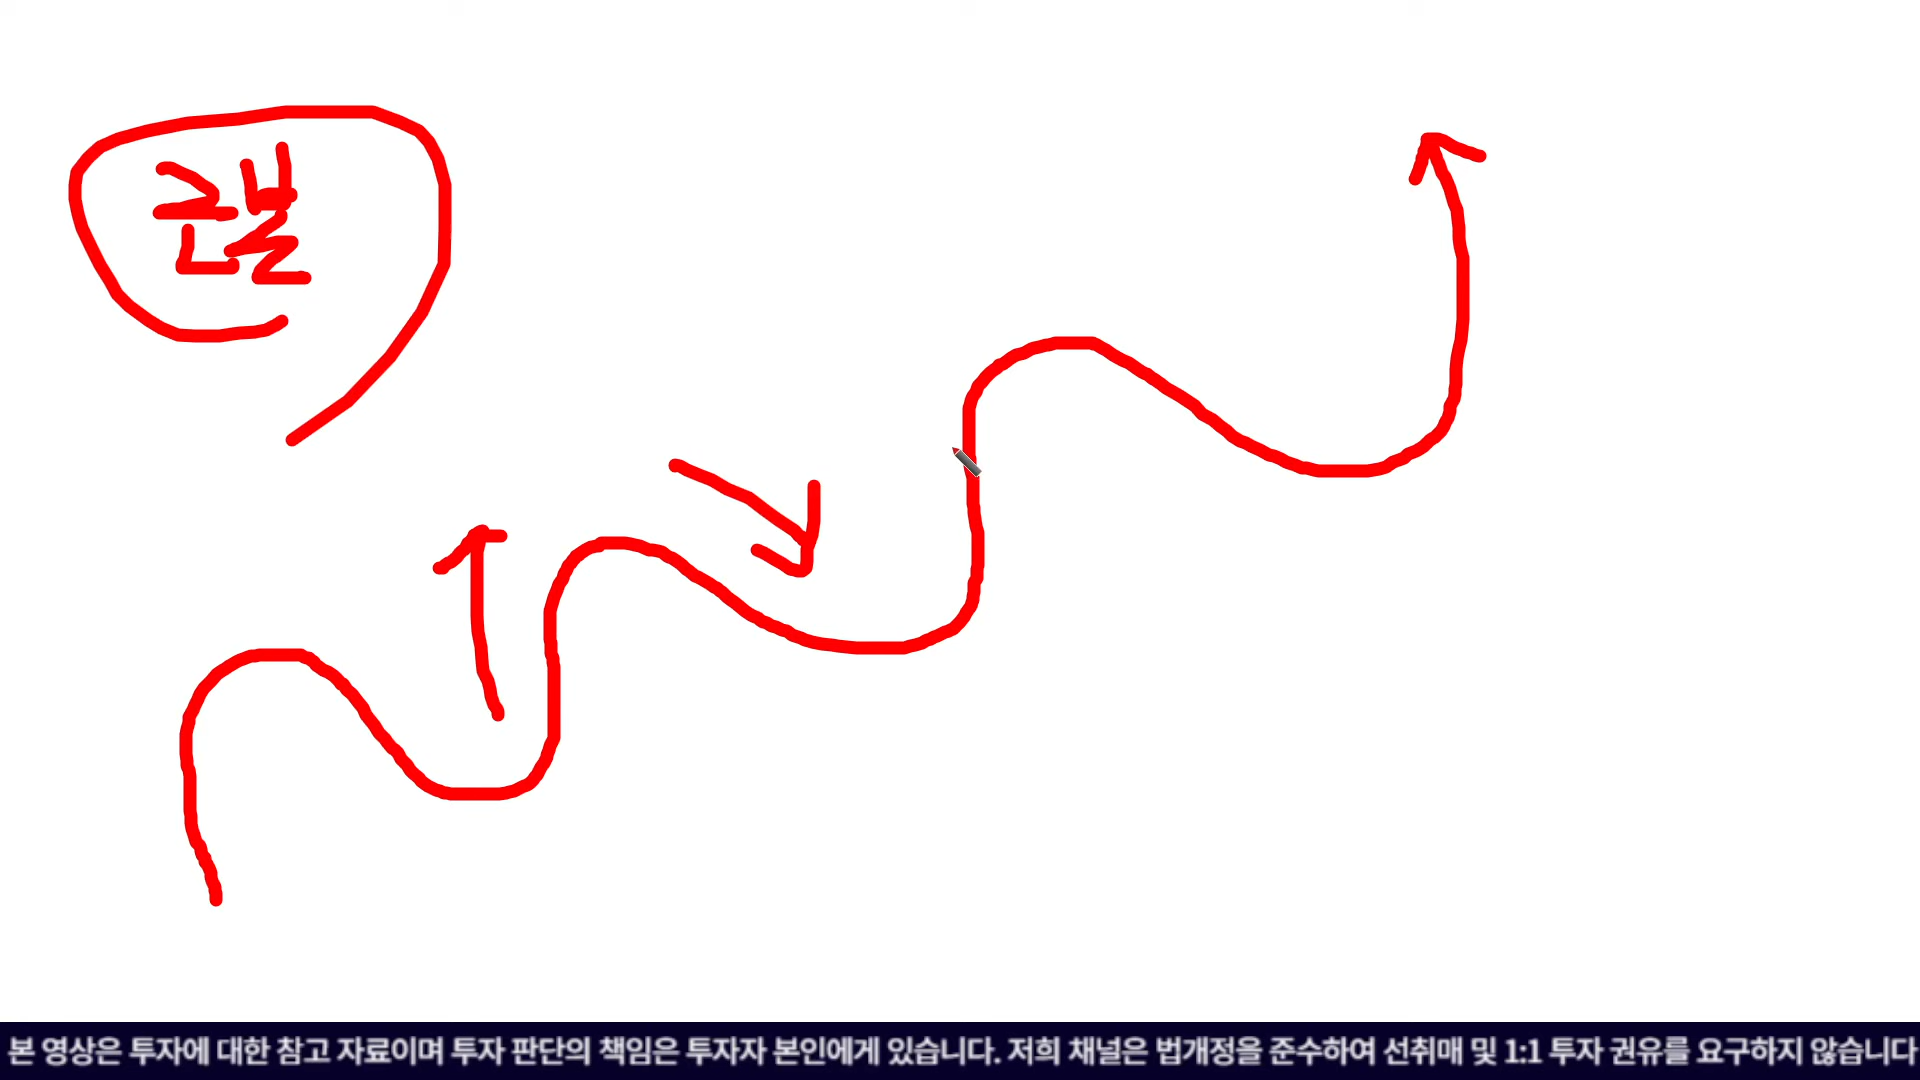 본 영상은 투자에 대한 참고 자료이며 투자 판단의 책임은 투자자 본인에게 있습니다. 저희 채널은 법개정을 준수하여 선취매 및 1:1 투자 권유를 요구하지 않습니다